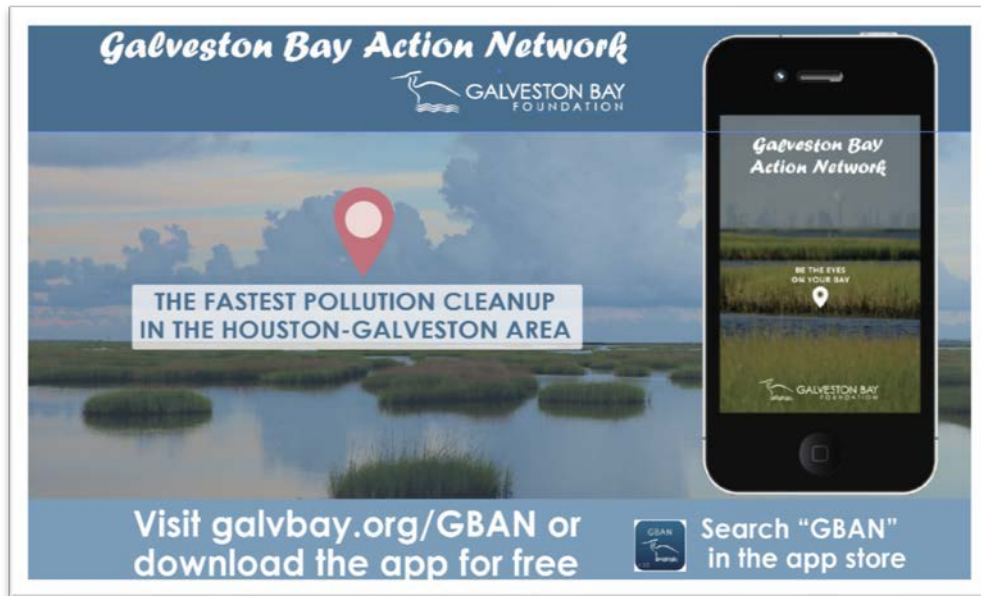 Galveston Bay Action Network
GALVESTON BAY
FOUNDATION
THE FASTEST POLLUTION CLEANUP
IN THE HOUSTON-GALVESTON AREA
Galveston Bay
Action Network
BE THE EYES
ON YOUR BAY
GALVESTON BAY
FOUNDATION
Visit galvbay.org/GBAN or
download the app for free
GBAN
Search “GBAN”
in the app store